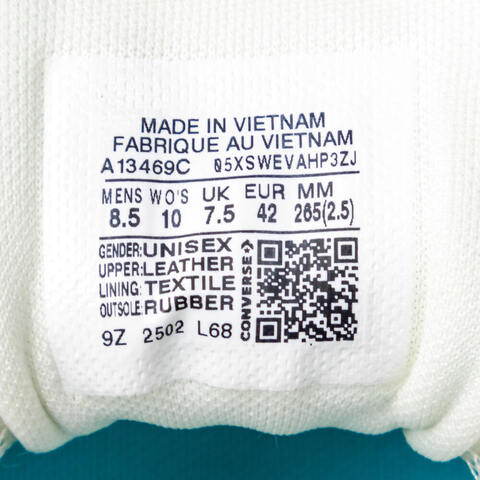 MADE IN VIETNAM
FABRIQUE AU VIETNAM
A13469C 05XSWEVAHP3ZJ
MENS WO'S UK EUR MM
8.5 10 7.5 42 265(2.5)
GENDER:UNISEX
UPPER:LEATHER
LINING:TEXTILE
OUTSOLE:RUBBER
9Z 2502 L68
CONVERSE